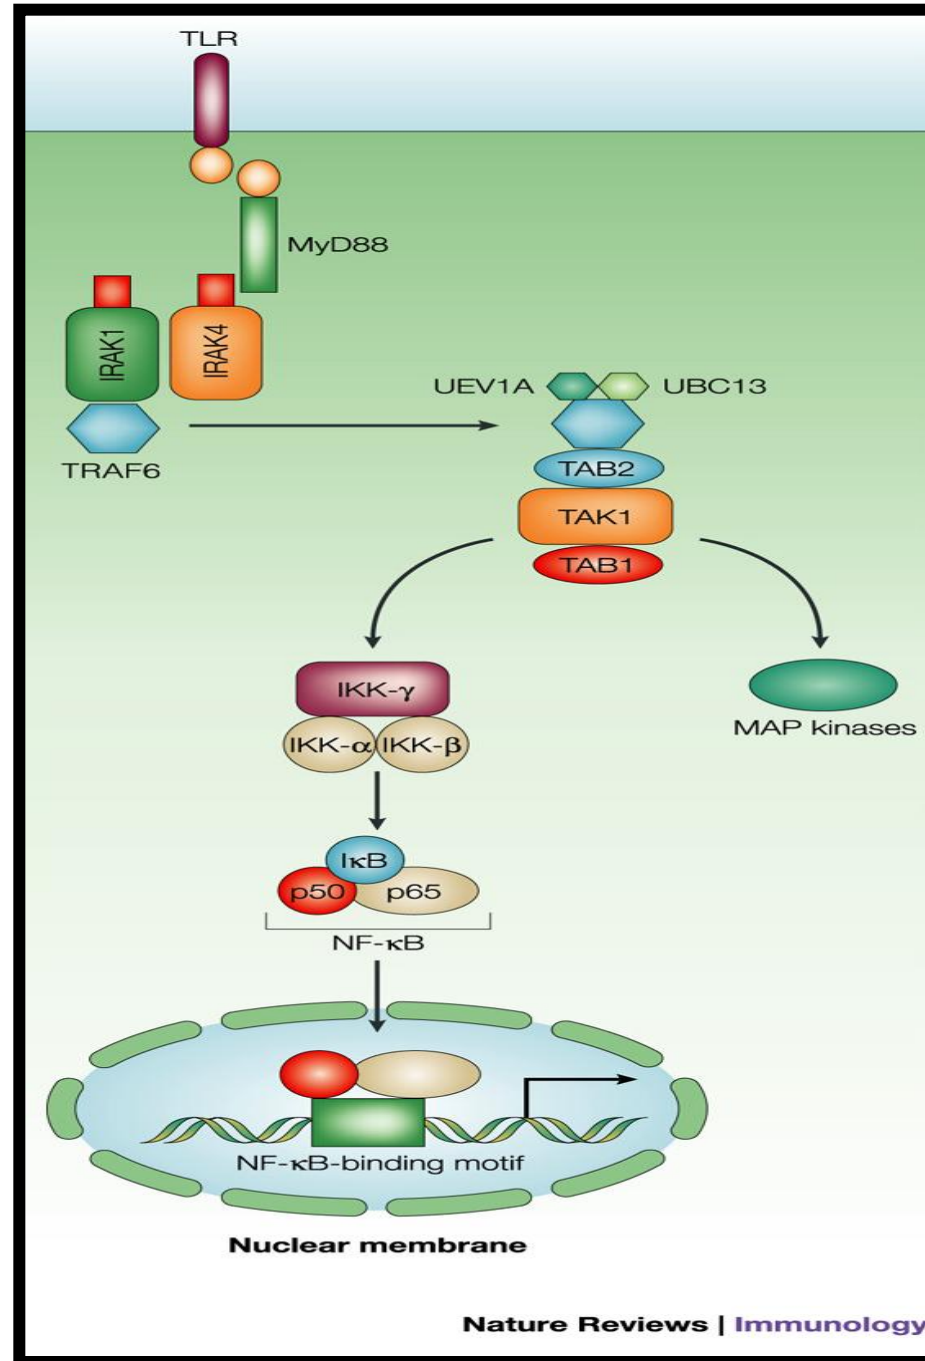 TLR
MyD88
IRAK1
IRAK4
TRAF6
UEV1A
UBC13
TAB2
TAK1
TAB1
IKK-γ
IKK-α
IKK-β
MAP kinases
IκB
p50
p65
NF-κB
NF-κB-binding motif
Nuclear membrane
Nature Reviews | Immunology